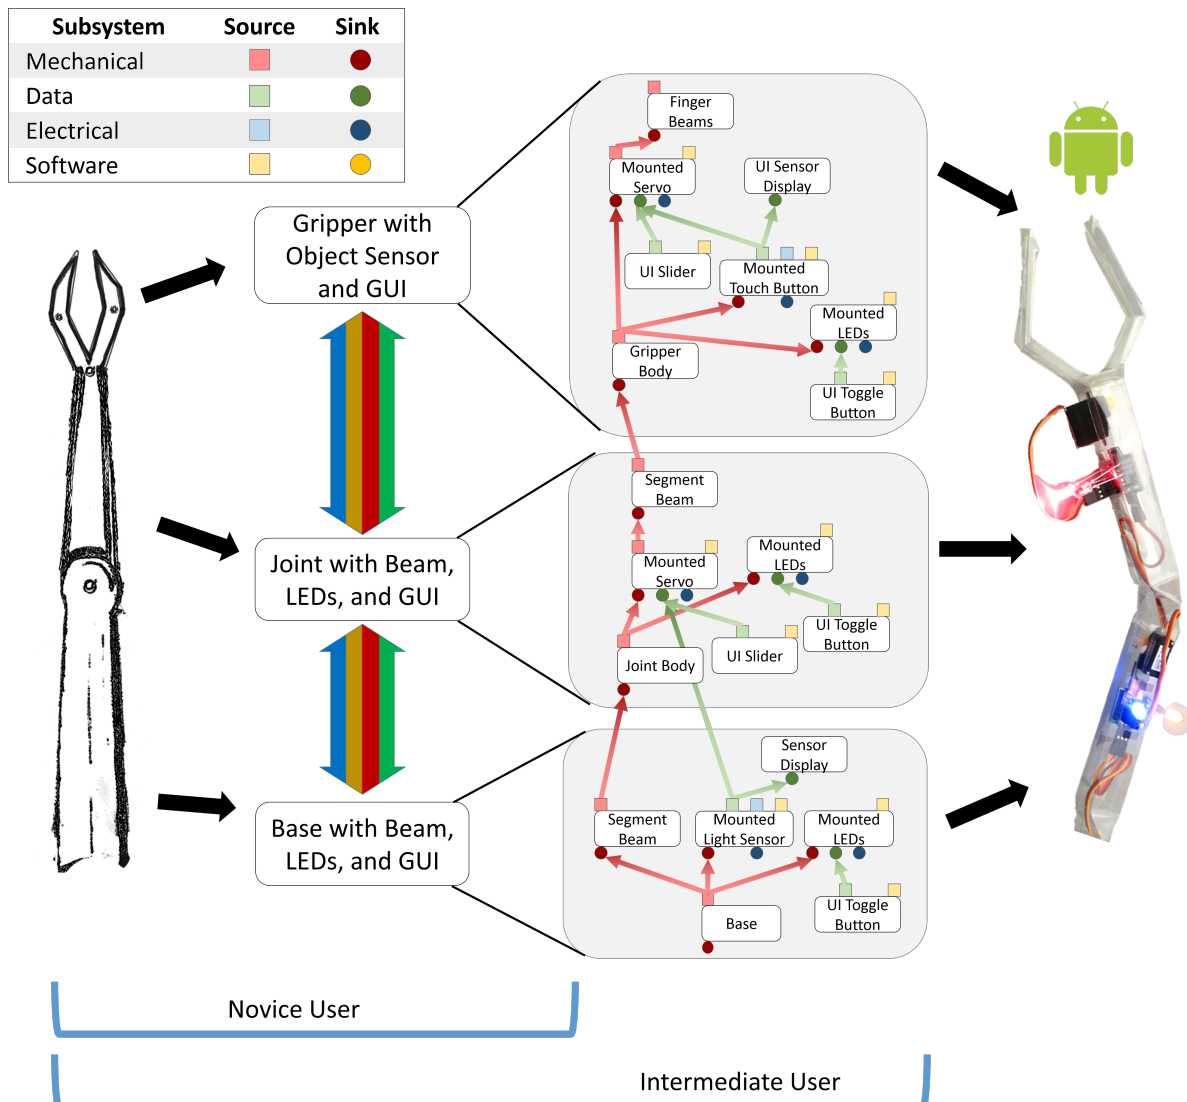 Subsystem Source Sink
Mechanical
Data
Electrical
Software
Gripper with
Object Sensor
and GUI
Joint with Beam,
LEDs, and GUI
Base with Beam,
LEDs, and GUI
Finger
Beams
Mounted
Servo
UI Sensor
Display
UI Slider
Mounted
Touch Button
Mounted
LEDs
Gripper
Body
UI Toggle
Button
Segment
Beam
Mounted
Servo
Mounted
LEDs
UI Toggle
Button
UI Slider
Joint Body
Sensor
Display
Segment
Beam
Mounted
Light Sensor
Mounted
LEDs
UI Toggle
Button
Base
Novice User
Intermediate User